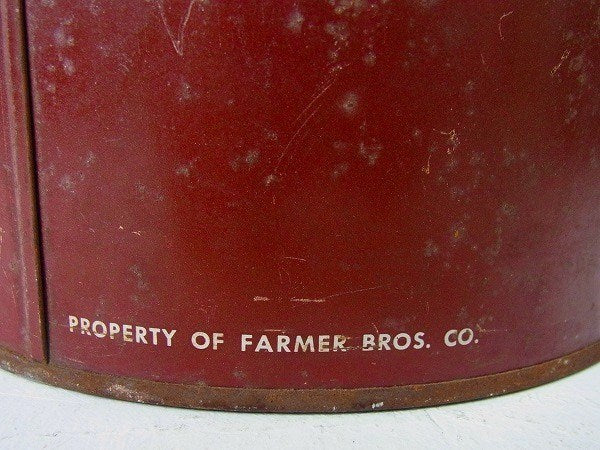 PROPERTY OF FARMER BROS. CO.